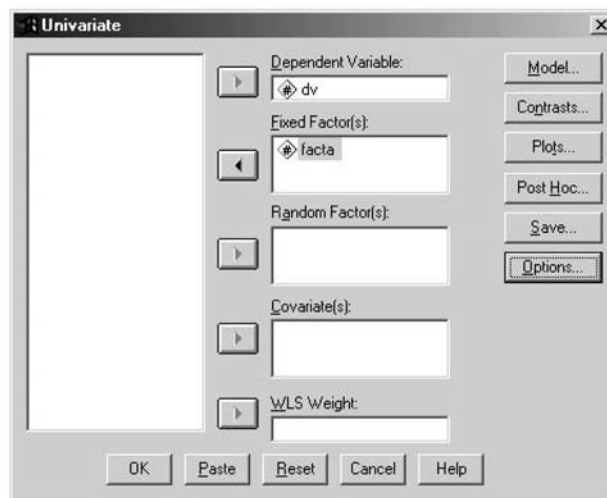 Univariate
Dependent Variable:
dv
Fixed Factor(s):
facta
Random Factor(s):
Covariate(s):
WLS Weight:
Model...
Contrasts...
Plots...
Post Hoc...
Save...
Options...
OK
Paste
Reset
Cancel
Help